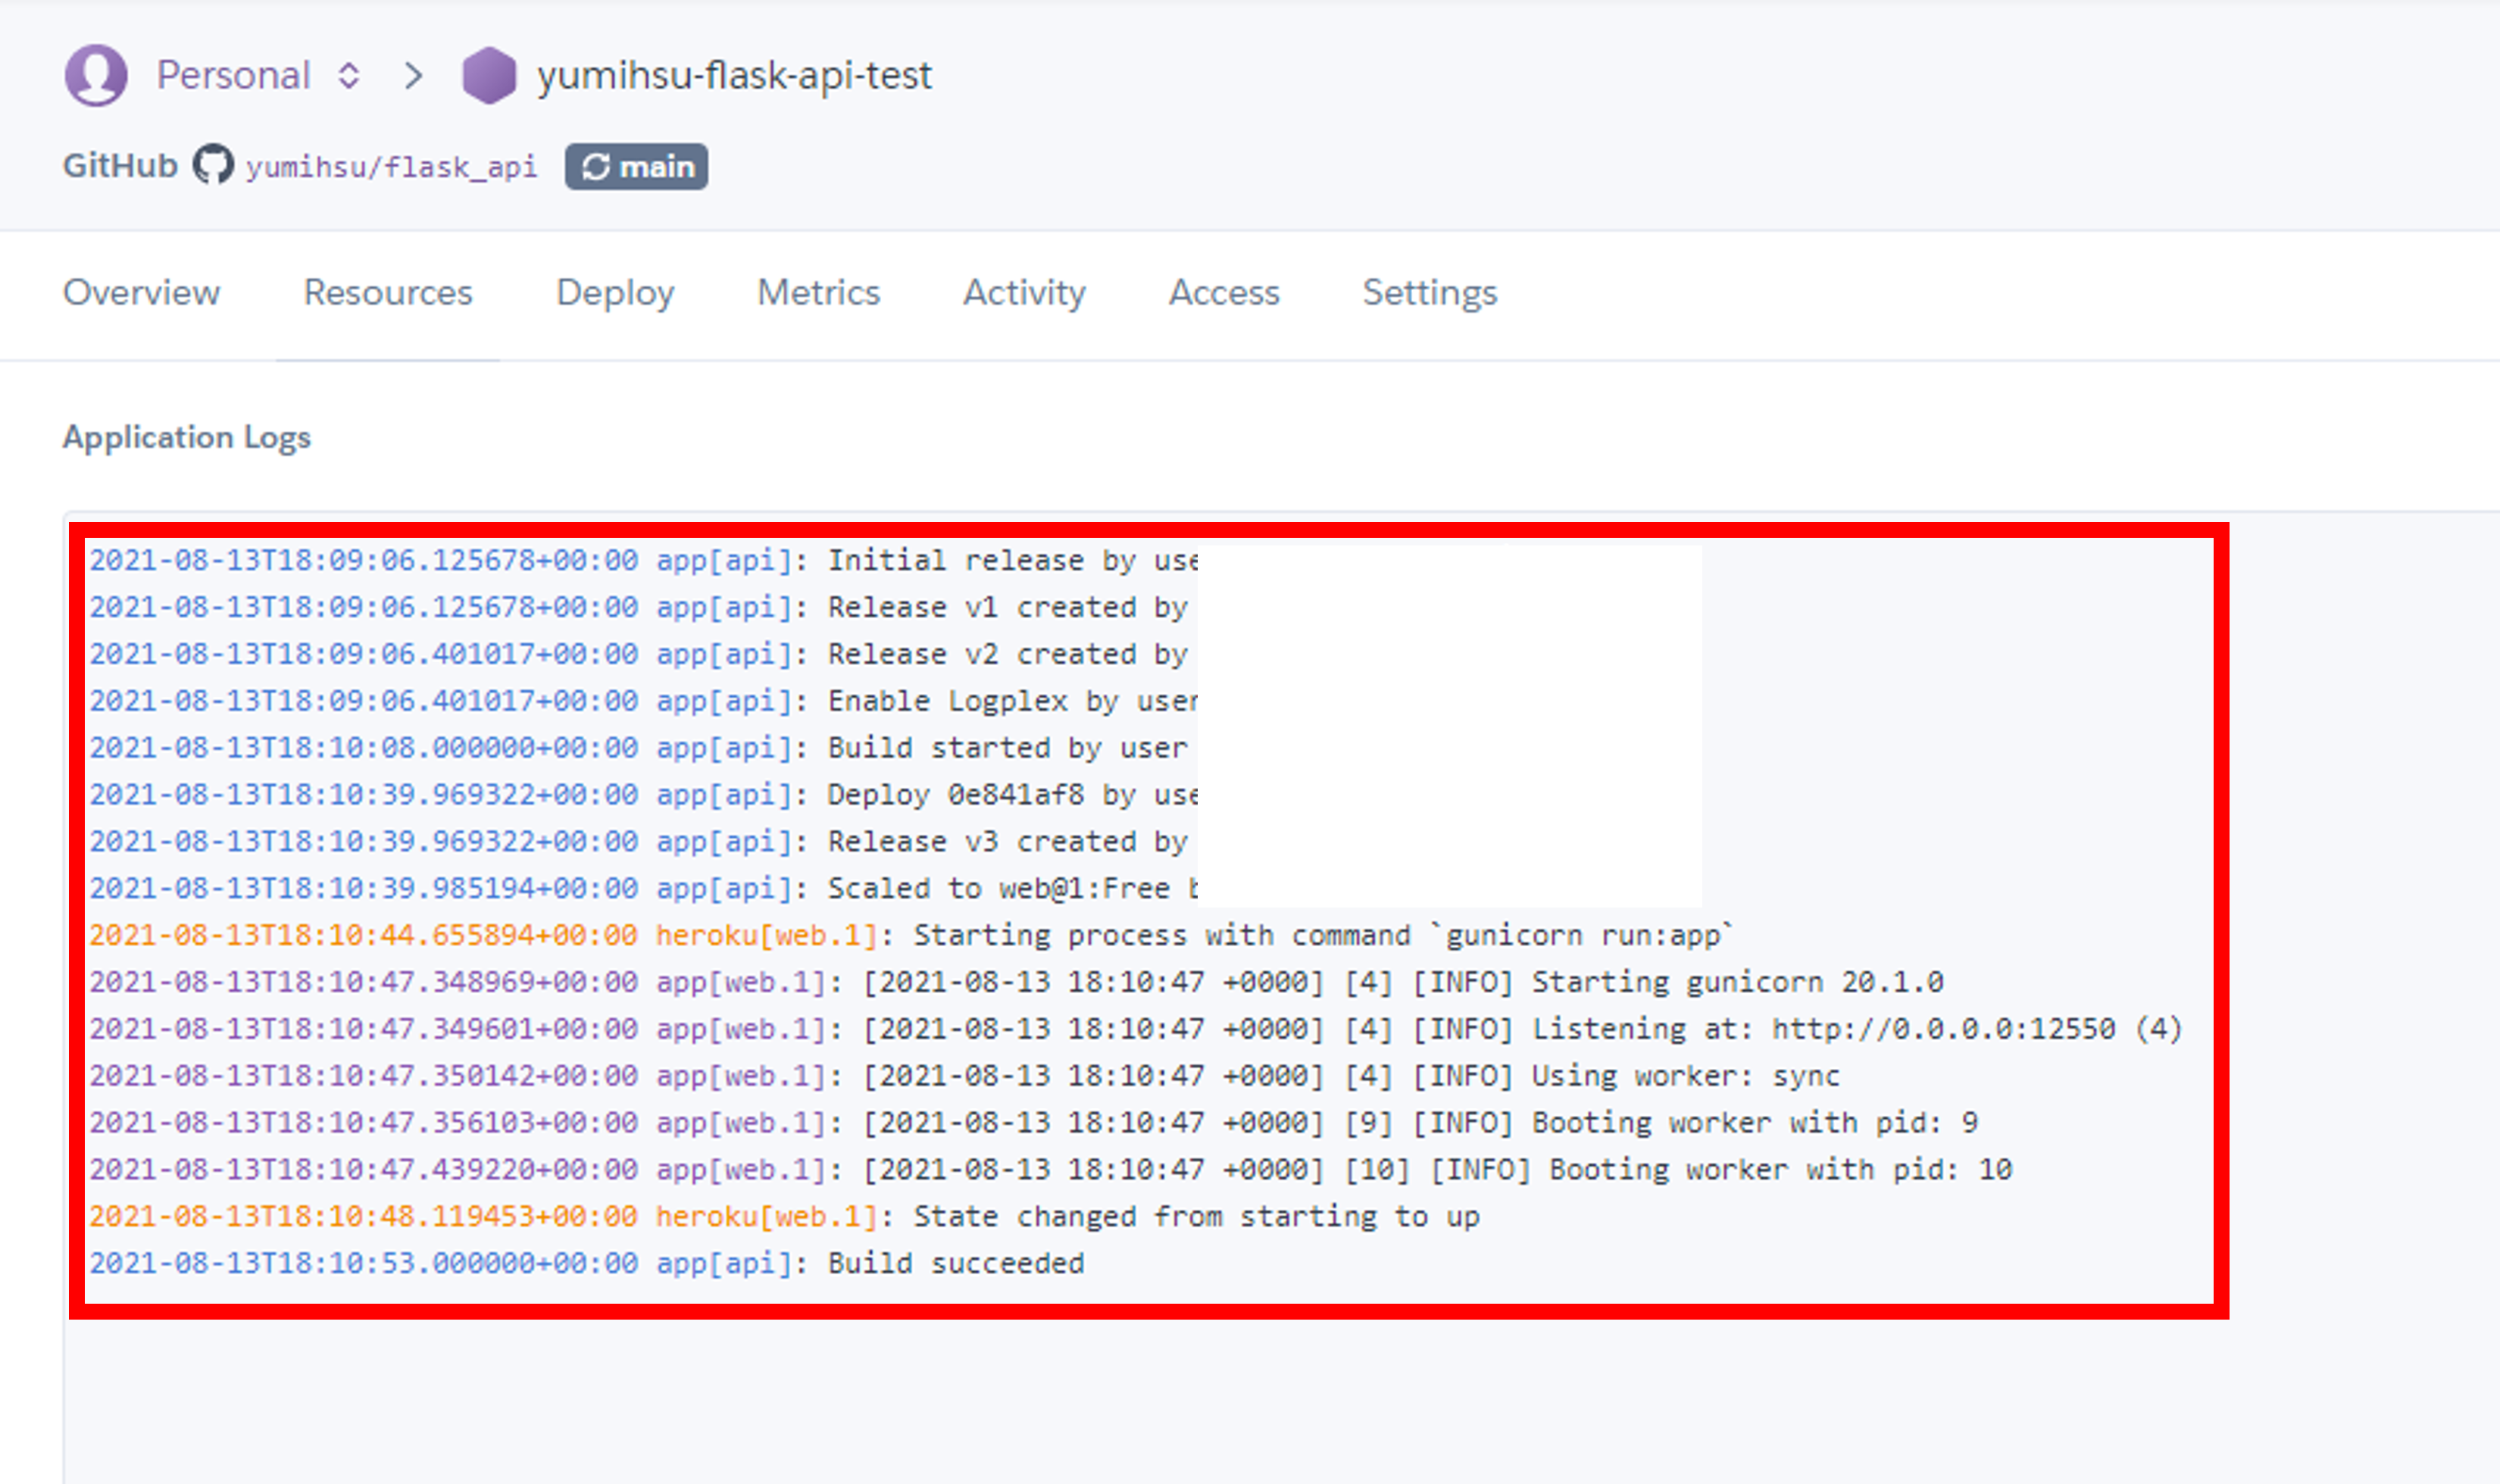 Personal > yumihsu-flask-api-test
GitHub yumihsu/flask_api main
Overview Resources Deploy Metrics Activity Access Settings
Application Logs
2021-08-13T18:09:06.125678+00:00 app[api]: Initial release by use
2021-08-13T18:09:06.125678+00:00 app[api]: Release v1 created by
2021-08-13T18:09:06.401017+00:00 app[api]: Release v2 created by
2021-08-13T18:09:06.401017+00:00 app[api]: Enable Logplex by user
2021-08-13T18:10:08.000000+00:00 app[api]: Build started by user
2021-08-13T18:10:39.969322+00:00 app[api]: Deploy 0e841af8 by use
2021-08-13T18:10:39.969322+00:00 app[api]: Release v3 created by
2021-08-13T18:10:39.985194+00:00 app[api]: Scaled to web@1:Free b
2021-08-13T18:10:44.655894+00:00 heroku[web.1]: Starting process with command `gunicorn run:app`
2021-08-13T18:10:47.348969+00:00 app[web.1]: [2021-08-13 18:10:47 +0000] [4] [INFO] Starting gunicorn 20.1.0
2021-08-13T18:10:47.349601+00:00 app[web.1]: [2021-08-13 18:10:47 +0000] [4] [INFO] Listening at: http://0.0.0.0:12550 (4)
2021-08-13T18:10:47.350142+00:00 app[web.1]: [2021-08-13 18:10:47 +0000] [4] [INFO] Using worker: sync
2021-08-13T18:10:47.356103+00:00 app[web.1]: [2021-08-13 18:10:47 +0000] [9] [INFO] Booting worker with pid: 9
2021-08-13T18:10:47.439220+00:00 app[web.1]: [2021-08-13 18:10:47 +0000] [10] [INFO] Booting worker with pid: 10
2021-08-13T18:10:48.119453+00:00 heroku[web.1]: State changed from starting to up
2021-08-13T18:10:53.000000+00:00 app[api]: Build succeeded